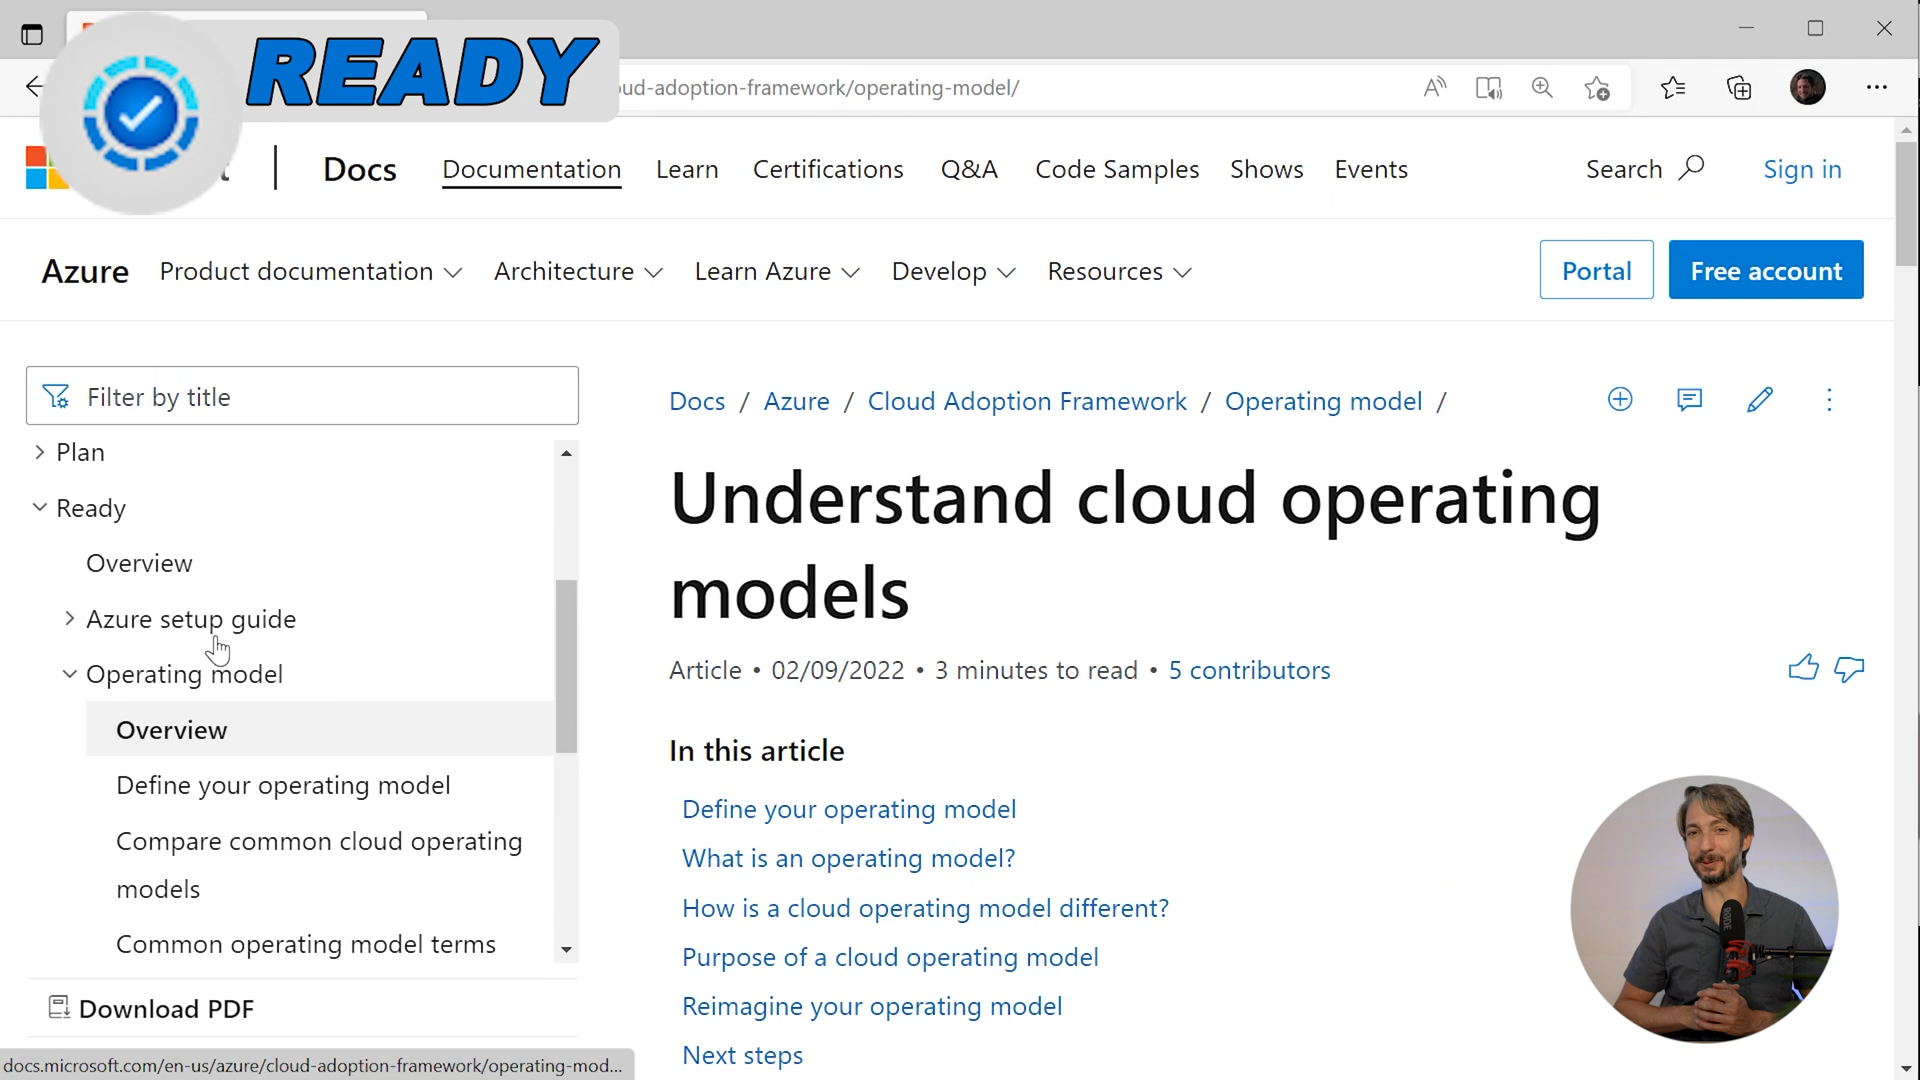 READY
ud-adoption-framework/operating-model/
Docs
Documentation
Learn
Certifications
Q&A
Code Samples
Shows
Events
Search
Sign in
Azure
Product documentation
Architecture
Learn Azure
Develop
Resources
Portal
Free account
Filter by title
Plan
Ready
Overview
Azure setup guide
Operating model
Overview
Define your operating model
Compare common cloud operating
models
Common operating model terms
Download PDF
docs.microsoft.com/en-us/azure/cloud-adoption-framework/operating-mod...
Docs / Azure / Cloud Adoption Framework / Operating model /
Understand cloud operating
models
Article • 02/09/2022 • 3 minutes to read • 5 contributors
In this article
Define your operating model
What is an operating model?
How is a cloud operating model different?
Purpose of a cloud operating model
Reimagine your operating model
Next steps
RODE